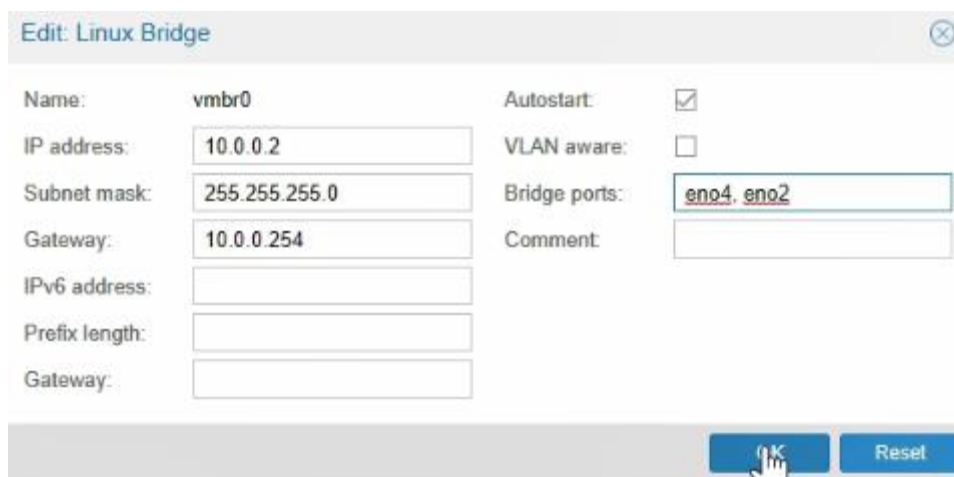 Edit: Linux Bridge
Name: vmbr0 Autostart:
IP address: 10.0.0.2 VLAN aware:
Subnet mask: 255.255.255.0 Bridge ports: eno4, eno2
Gateway: 10.0.0.254 Comment:
IPv6 address:
Prefix length:
Gateway:
OK Reset